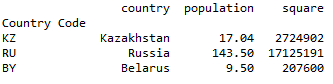 country population square
Country Code
KZ Kazakhstan 17.04 2724902
RU Russia 143.50 17125191
BY Belarus 9.50 207600